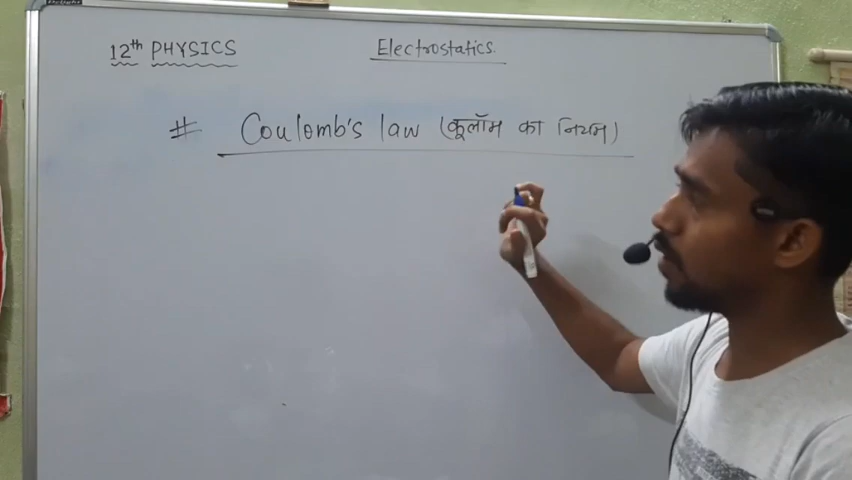 12th PHYSICS Electrostatics.
# Coulomb's law (कूलॉम का नियम)